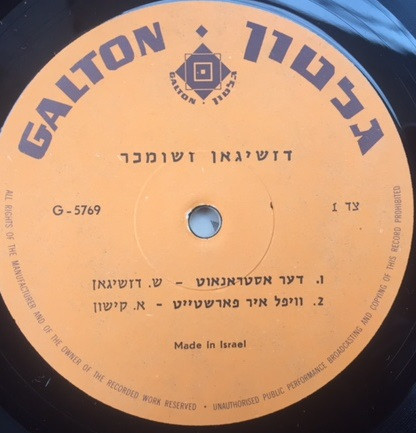 GALTON גלטון
GALTON גלטון
דזשיגאן ושומכר
G-5769
צד 1
1. דער אסטראנאוט - ש. דזשיגאן
2. וויפל איר פארשטייט - א. קישון
Made in Israel
ALL RIGHTS OF THE MANUFACTURER AND OF THE OWNER OF THE RECORDED WORK RESERVED • UNAUTHORISED PUBLIC PERFORMANCE BROADCASTING AND COPYING OF THIS RECORD PROHIBITED